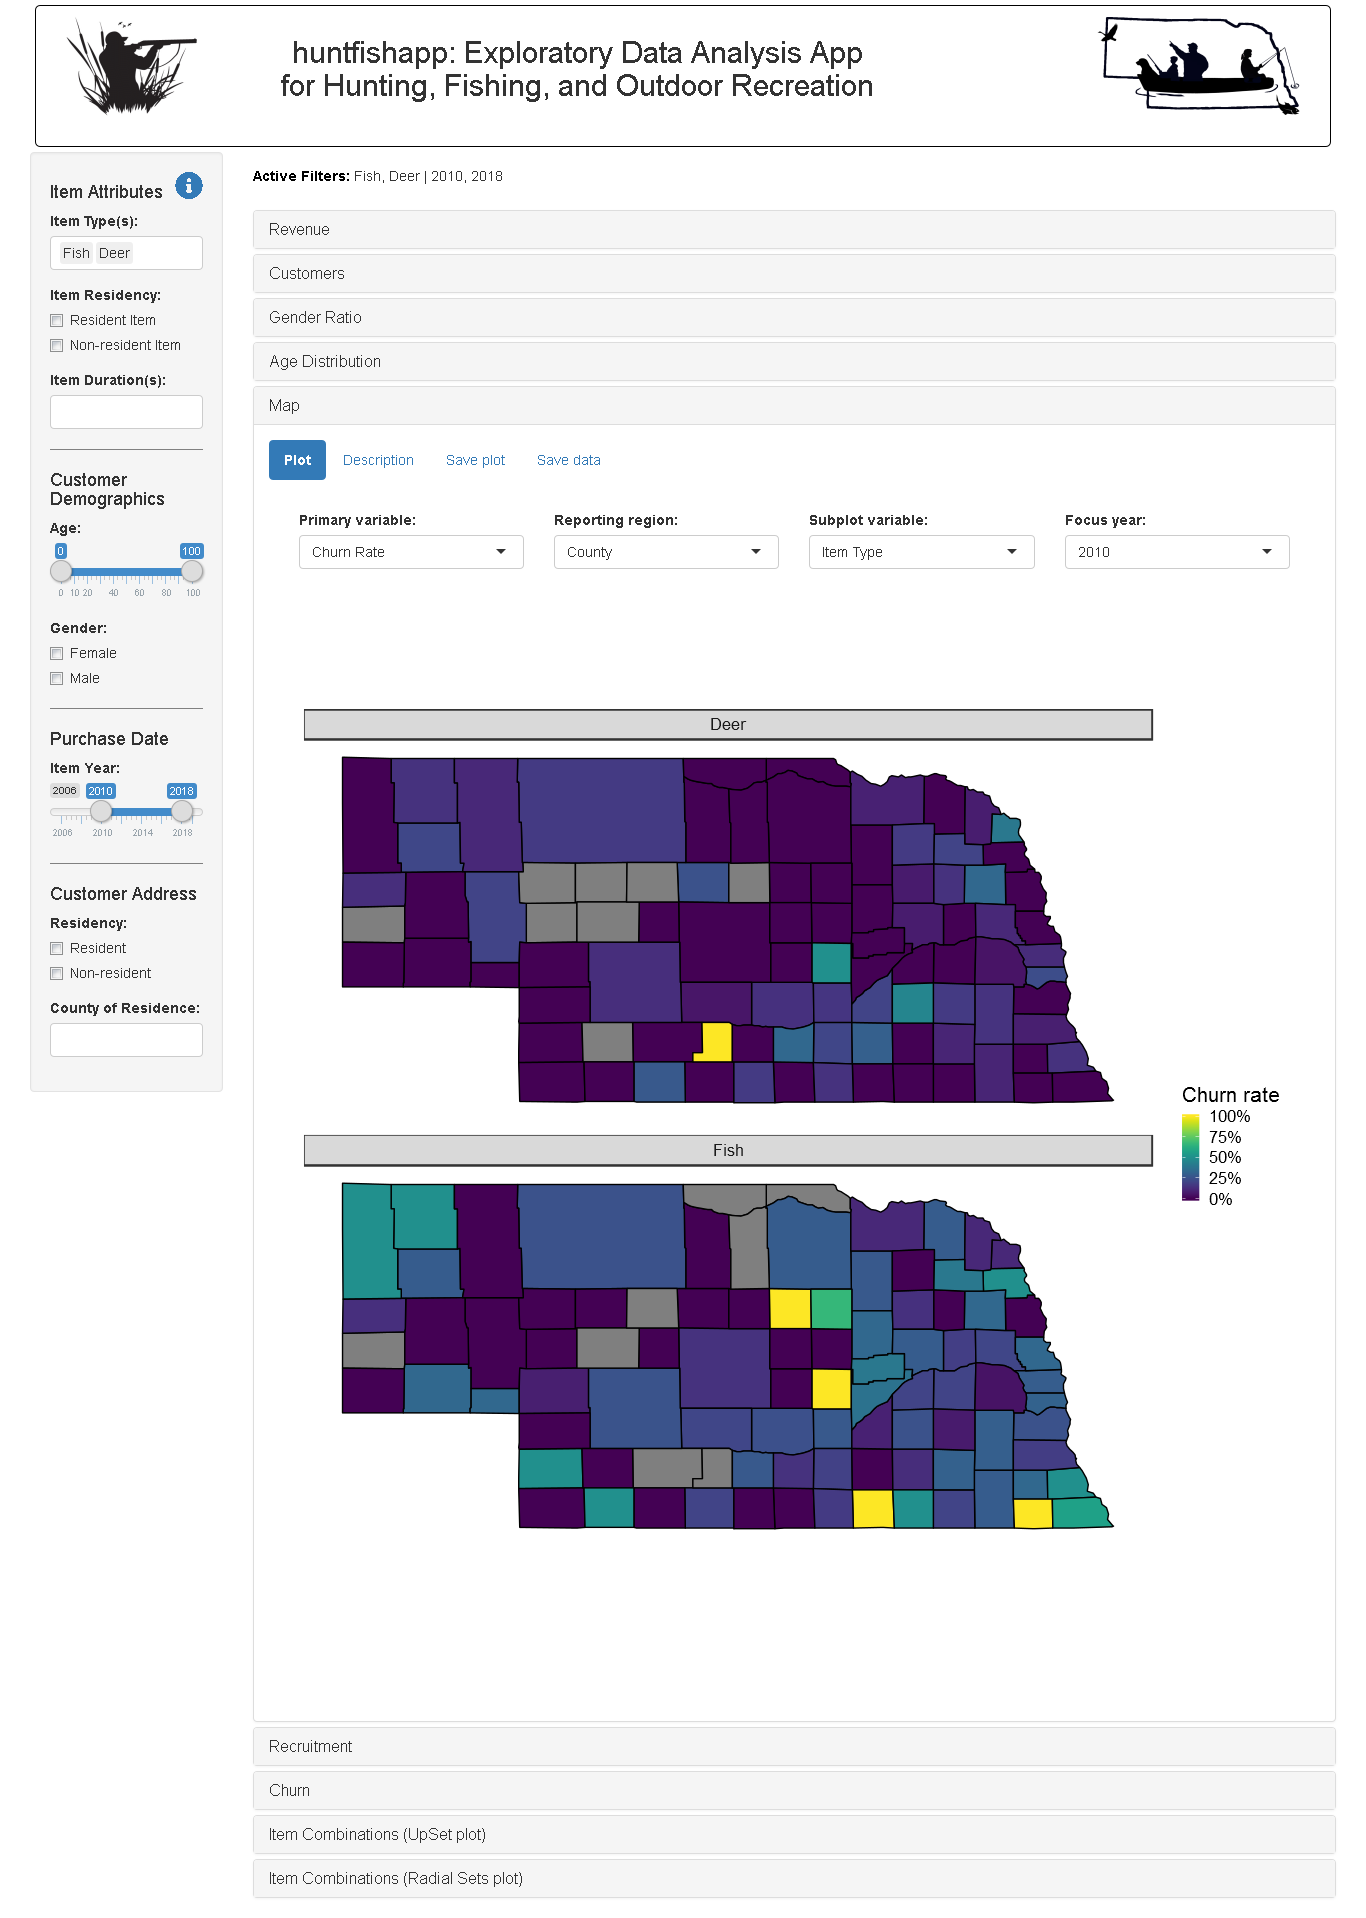 huntfishapp: Exploratory Data Analysis App
for Hunting, Fishing, and Outdoor Recreation
Item Attributes
Item Type(s):
Fish Deer
Item Residency:
Resident Item
Non-resident Item
Item Duration(s):
Customer
Demographics
Age:
0 100
0 10 20 40 60 80 100
Gender:
Female
Male
Purchase Date
Item Year:
2006 2010 2018
2006 2010 2014 2018
Customer Address
Residency:
Resident
Non-resident
County of Residence:
Active Filters: Fish, Deer | 2010, 2018
Revenue
Customers
Gender Ratio
Age Distribution
Map
Plot Description Save plot Save data
Primary variable: Reporting region: Subplot variable: Focus year:
Churn Rate County Item Type 2010
Deer
Fish
Churn rate
100%
75%
50%
25%
0%
Recruitment
Churn
Item Combinations (UpSet plot)
Item Combinations (Radial Sets plot)